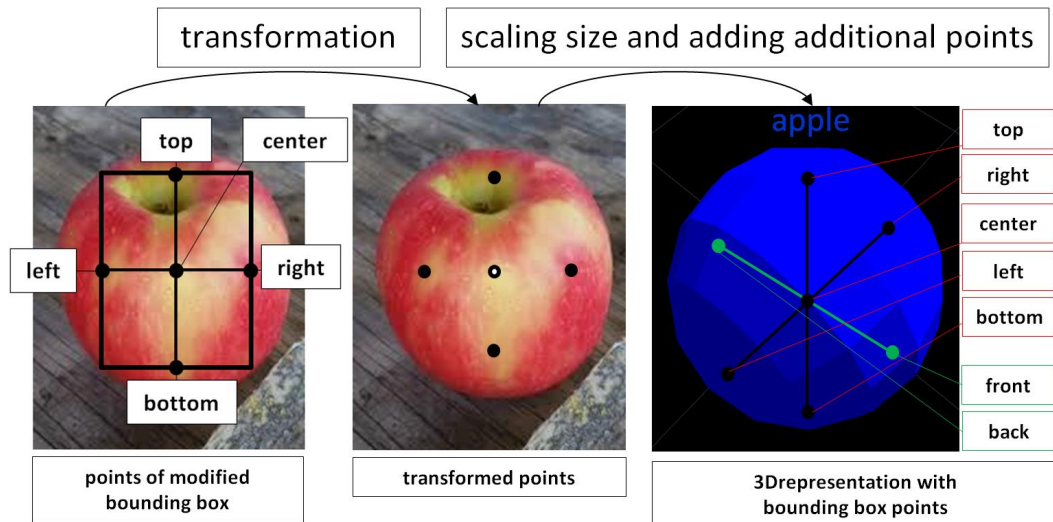 transformation
scaling size and adding additional points
top
center
left
right
bottom
points of modified
bounding box
transformed points
apple
top
right
center
left
bottom
front
back
3Drepresentation with
bounding box points